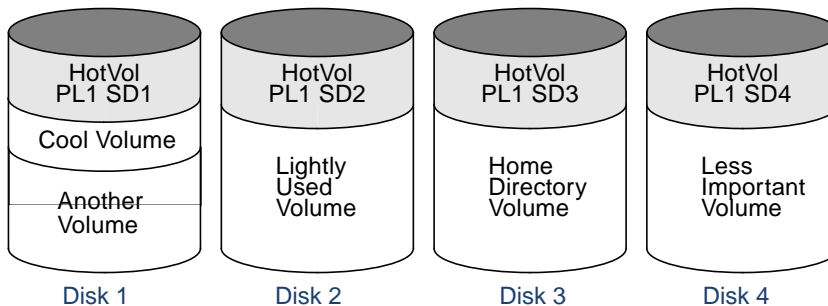 HotVol
PL1 SD1
Cool Volume
Another
Volume
Disk 1
HotVol
PL1 SD2
Lightly
Used
Volume
Disk 2
HotVol
PL1 SD3
Home
Directory
Volume
Disk 3
HotVol
PL1 SD4
Less
Important
Volume
Disk 4